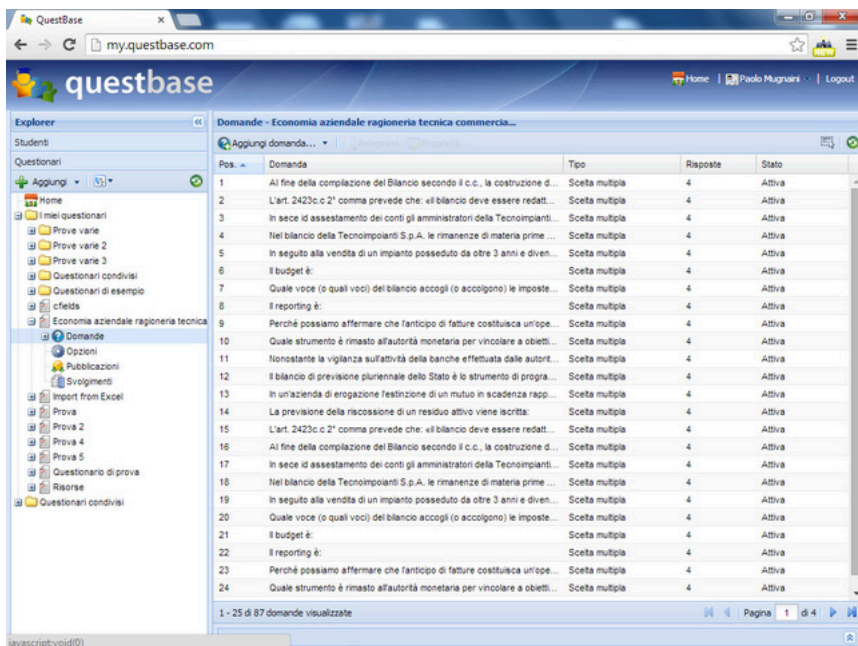 QuestBase
my.questbase.com
questbase
Home | Paolo Mugnaini | Logout
Explorer
Studenti
Questionari
Aggiungi
Home
I miei questionari
Prove varie
Prove varie 2
Prove varie 3
Questionari condivisi
Questionari di esempio
cfields
Economia aziendale ragioneria tecnica
Domande
Opzioni
Pubblicazioni
Svolgimenti
Import from Excel
Prova
Prova 2
Prova 4
Prova 5
Questionario di prova
Risorse
Questionari condivisi
Domande - Economia aziendale ragioneria tecnica commercia...
Aggiungi domanda...
Pos. Domanda Tipo Risposte Stato
1 Al fine della compilazione del Bilancio secondo il c.c., la costruzione d... Scelta multipla 4 Attiva
2 L'art. 2423c.c 2° comma prevede che: «il bilancio deve essere redatt... Scelta multipla 4 Attiva
3 In sece id assestamento dei conti gli amministratori della Tecnoimpianti... Scelta multipla 4 Attiva
4 Nel bilancio della Tecnoimpoianti S.p.A. le rimanenze di materia prime ... Scelta multipla 4 Attiva
5 In seguito alla vendita di un impianto posseduto da oltre 3 anni e diven... Scelta multipla 4 Attiva
6 Il budget è: Scelta multipla 4 Attiva
7 Quale voce (o quali voci) del bilancio accogli (o accolgono) le imposte... Scelta multipla 4 Attiva
8 Il reporting è: Scelta multipla 4 Attiva
9 Perché possiamo affermare che l'anticipo di fatture costituisca un'ope... Scelta multipla 4 Attiva
10 Quale strumento è rimasto all'autorità monetaria per vincolare a obietti... Scelta multipla 4 Attiva
11 Nonostante la vigilanza sull'attività della banche effettuata dalle autorit... Scelta multipla 4 Attiva
12 Il bilancio di previsione pluriennale dello Stato è lo strumento di progra... Scelta multipla 4 Attiva
13 In un'azienda di erogazione l'estinzione di un mutuo in scadenza rapp... Scelta multipla 4 Attiva
14 La previsione della riscossione di un residuo attivo viene iscritta: Scelta multipla 4 Attiva
15 L'art. 2423c.c 2° comma prevede che: «il bilancio deve essere redatt... Scelta multipla 4 Attiva
16 Al fine della compilazione del Bilancio secondo il c.c., la costruzione d... Scelta multipla 4 Attiva
17 In sece id assestamento dei conti gli amministratori della Tecnoimpianti... Scelta multipla 4 Attiva
18 Nel bilancio della Tecnoimpoianti S.p.A. le rimanenze di materia prime ... Scelta multipla 4 Attiva
19 In seguito alla vendita di un impianto posseduto da oltre 3 anni e diven... Scelta multipla 4 Attiva
20 Quale voce (o quali voci) del bilancio accogli (o accolgono) le imposte... Scelta multipla 4 Attiva
21 Il budget è: Scelta multipla 4 Attiva
22 Il reporting è: Scelta multipla 4 Attiva
23 Perché possiamo affermare che l'anticipo di fatture costituisca un'ope... Scelta multipla 4 Attiva
24 Quale strumento è rimasto all'autorità monetaria per vincolare a obietti... Scelta multipla 4 Attiva
1 - 25 di 87 domande visualizzate
Pagina 1 di 4
javascript:void(0)